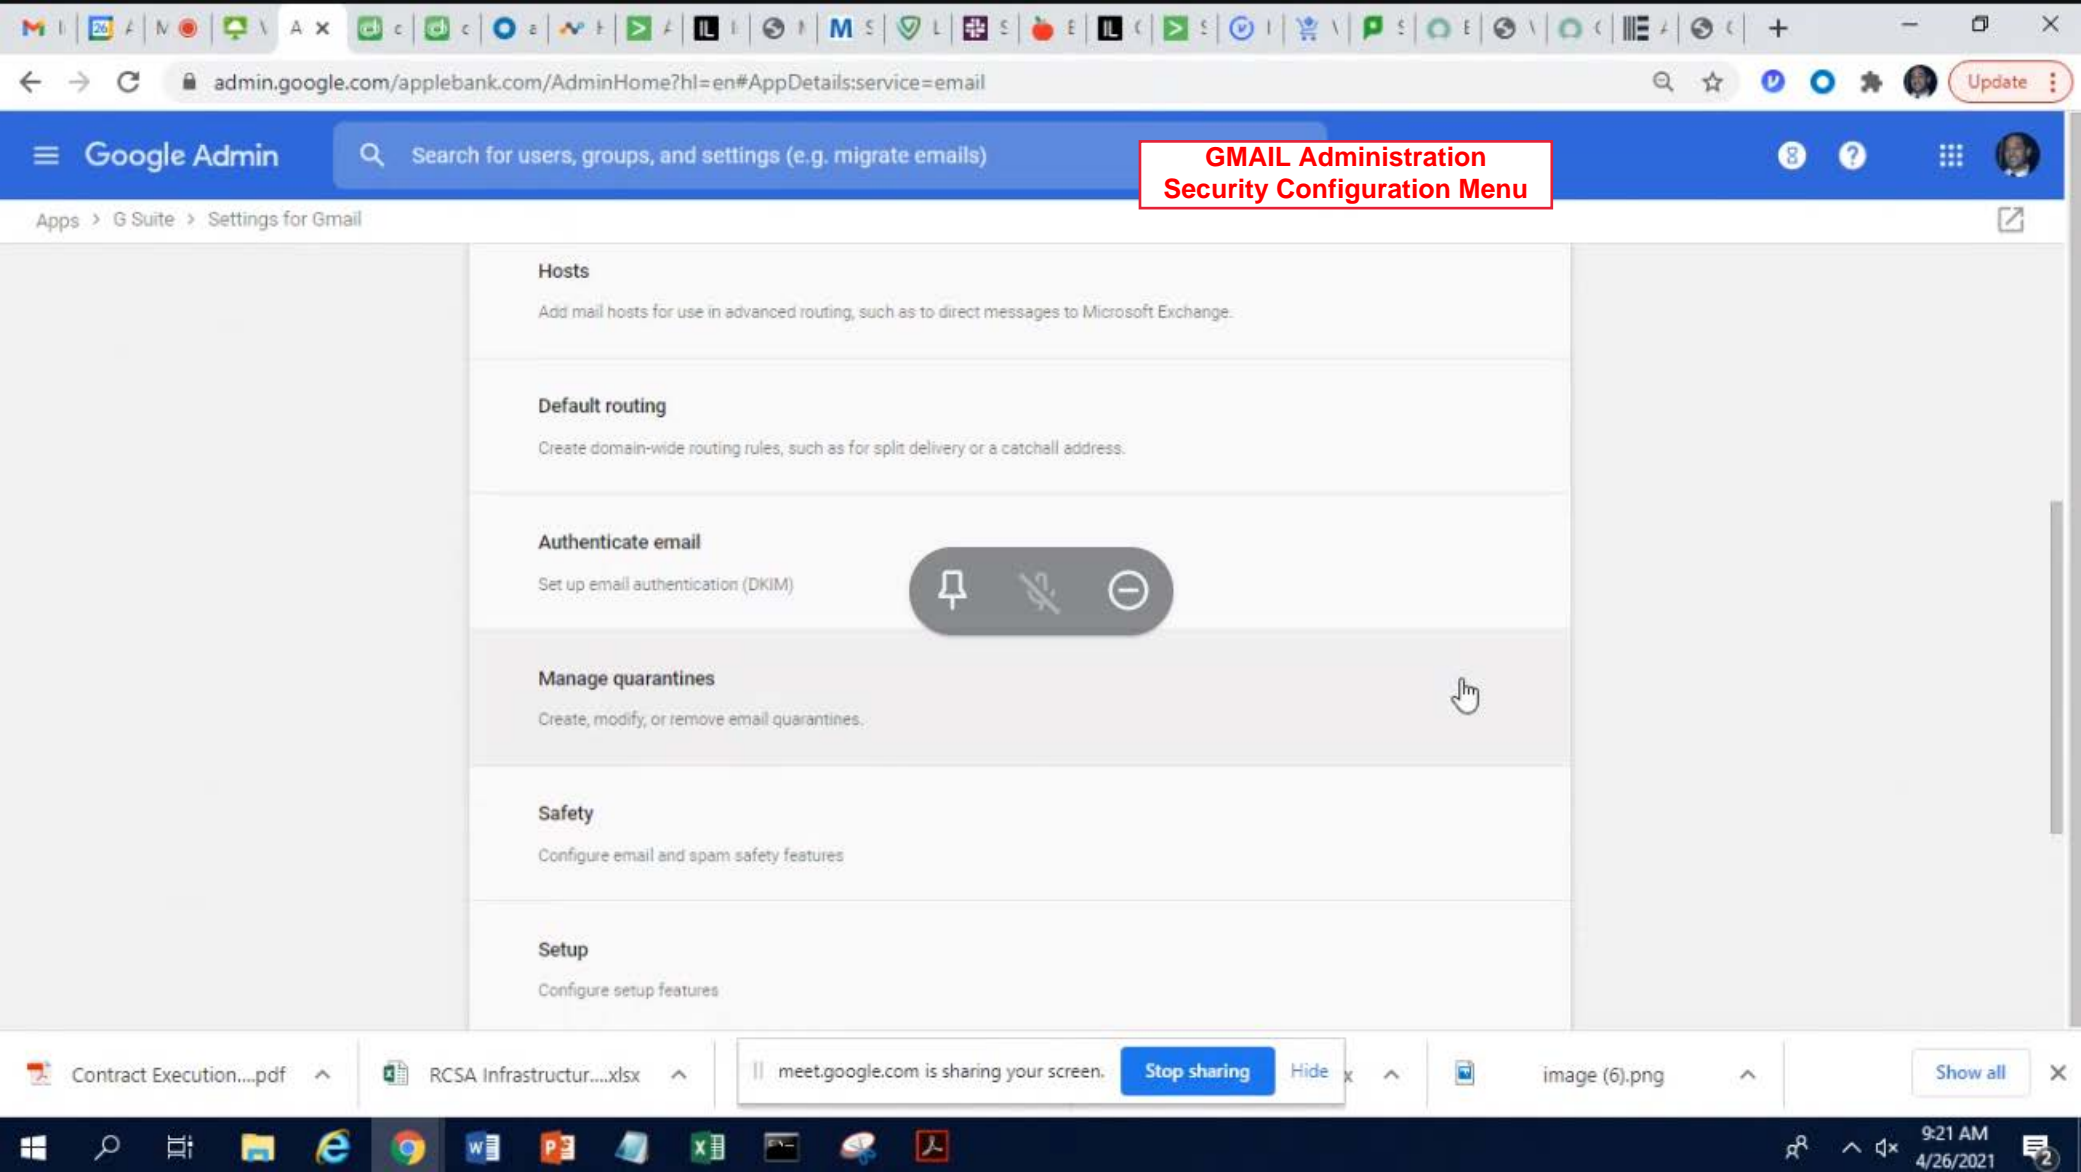 admin.google.com/applebank.com/AdminHome?hl=en#AppDetails:service=email
Update
Google Admin
Search for users, groups, and settings (e.g. migrate emails)
GMAIL Administration
Security Configuration Menu
Apps > G Suite > Settings for Gmail
Hosts
Add mail hosts for use in advanced routing, such as to direct messages to Microsoft Exchange.
Default routing
Create domain-wide routing rules, such as for split delivery or a catchall address.
Authenticate email
Set up email authentication (DKIM)
Manage quarantines
Create, modify, or remove email quarantines.
Safety
Configure email and spam safety features
Setup
Configure setup features
Contract Execution....pdf
RCSA Infrastructur....xlsx
meet.google.com is sharing your screen.
Stop sharing
Hide
image (6).png
Show all
9:21 AM
4/26/2021
2